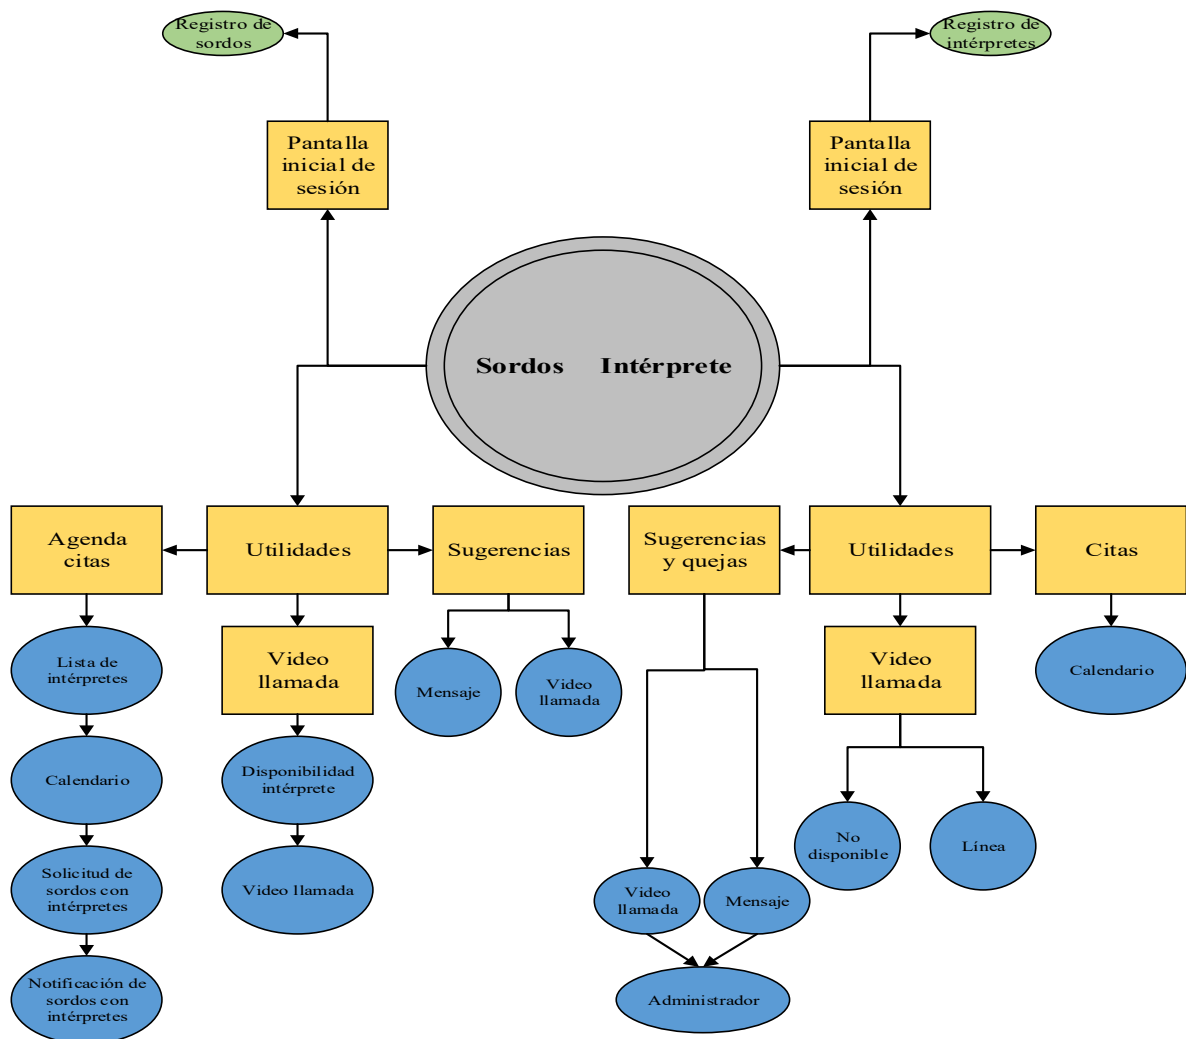 Registro de
sordos
Registro de
intérpretes
Pantalla
inicial de
sesión
Pantalla
inicial de
sesión
Sordos Intérprete
Agenda
citas
Utilidades
Sugerencias
Sugerencias
y quejas
Utilidades
Citas
Lista de
intérpretes
Video
llamada
Mensaje
Video
llamada
Video
llamada
Calendario
Calendario
Disponibilidad
intérprete
No
disponible
Línea
Solicitud de
sordos con
intérpretes
Video llamada
Video
llamada
Mensaje
Notificación de
sordos con
intérpretes
Administrador